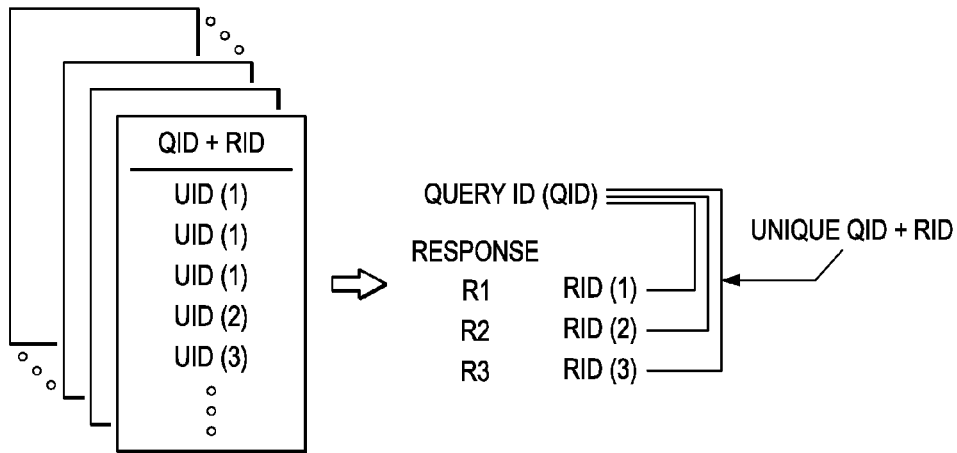 QID + RID
UID (1)
UID (1)
UID (1)
UID (2)
UID (3)
QUERY ID (QID)
RESPONSE
R1 RID (1)
R2 RID (2)
R3 RID (3)
UNIQUE QID + RID